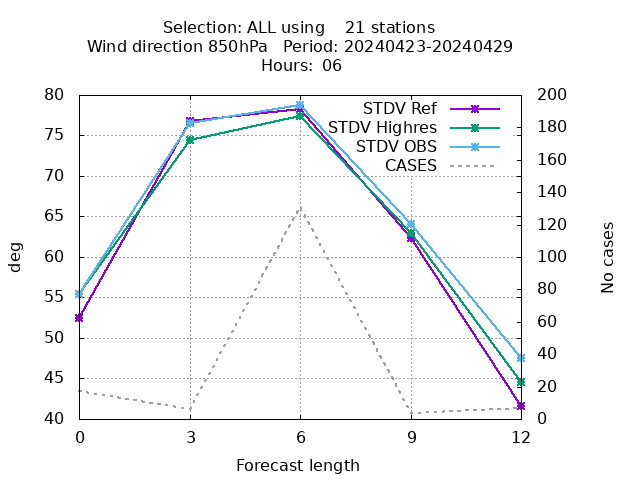 Selection: ALL using    21 stations
Wind direction 850hPa   Period: 20240423-20240429
Hours: 06
STDV Ref
STDV Highres
STDV OBS
CASES
80
75
70
65
60
55
50
45
40
deg
200
180
160
140
120
100
80
60
40
20
0
No cases
0
3
6
9
12
Forecast length